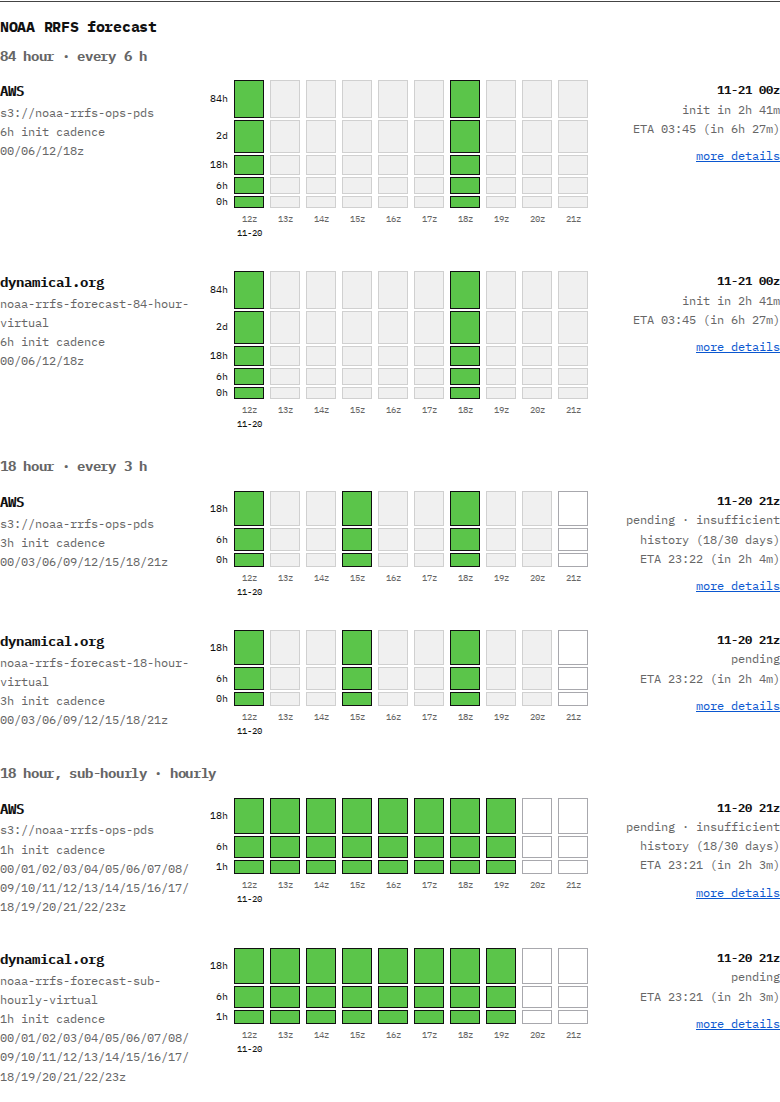 NOAA RRFS forecast
84 hour · every 6 h
AWS
s3://noaa-rrfs-ops-pds
6h init cadence
00/06/12/18z
84h
2d
18h
6h
0h
12z 13z 14z 15z 16z 17z 18z 19z 20z 21z
11-20
11-21 00z
init in 2h 41m
ETA 03:45 (in 6h 27m)
more details
dynamical.org
noaa-rrfs-forecast-84-hour-
virtual
6h init cadence
00/06/12/18z
84h
2d
18h
6h
0h
12z 13z 14z 15z 16z 17z 18z 19z 20z 21z
11-20
11-21 00z
init in 2h 41m
ETA 03:45 (in 6h 27m)
more details
18 hour · every 3 h
AWS
s3://noaa-rrfs-ops-pds
3h init cadence
00/03/06/09/12/15/18/21z
18h
6h
0h
12z 13z 14z 15z 16z 17z 18z 19z 20z 21z
11-20
11-20 21z
pending · insufficient
history (18/30 days)
ETA 23:22 (in 2h 4m)
more details
dynamical.org
noaa-rrfs-forecast-18-hour-
virtual
3h init cadence
00/03/06/09/12/15/18/21z
18h
6h
0h
12z 13z 14z 15z 16z 17z 18z 19z 20z 21z
11-20
11-20 21z
pending
ETA 23:22 (in 2h 4m)
more details
18 hour, sub-hourly · hourly
AWS
s3://noaa-rrfs-ops-pds
1h init cadence
00/01/02/03/04/05/06/07/08/
09/10/11/12/13/14/15/16/17/
18/19/20/21/22/23z
18h
6h
1h
12z 13z 14z 15z 16z 17z 18z 19z 20z 21z
11-20
11-20 21z
pending · insufficient
history (18/30 days)
ETA 23:21 (in 2h 3m)
more details
dynamical.org
noaa-rrfs-forecast-sub-
hourly-virtual
1h init cadence
00/01/02/03/04/05/06/07/08/
09/10/11/12/13/14/15/16/17/
18/19/20/21/22/23z
18h
6h
1h
12z 13z 14z 15z 16z 17z 18z 19z 20z 21z
11-20
11-20 21z
pending
ETA 23:21 (in 2h 3m)
more details